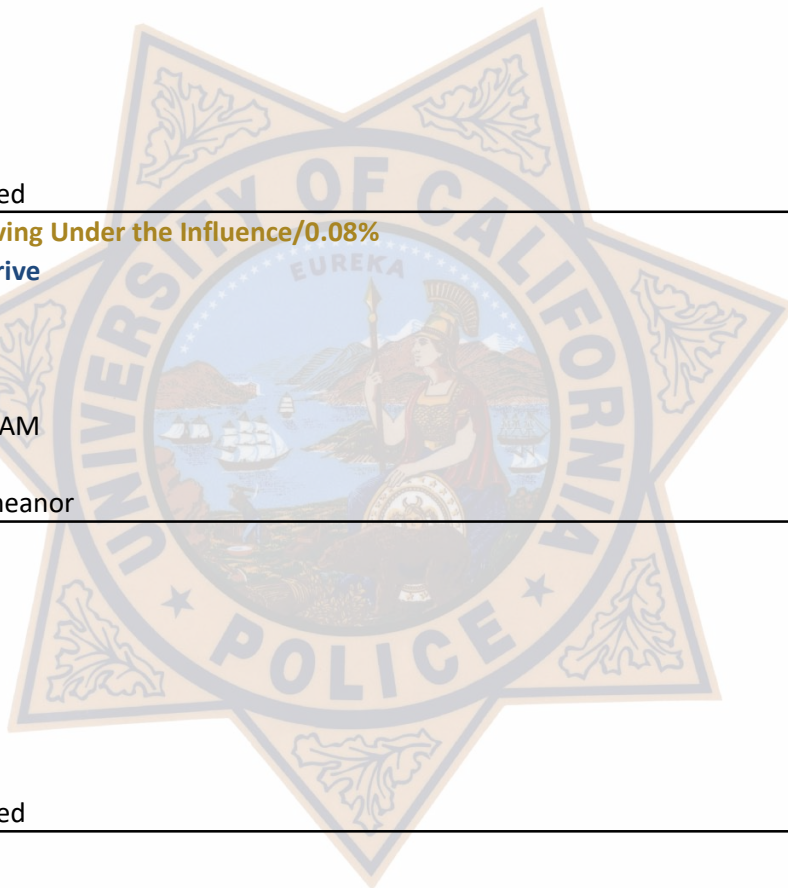 ed
ving Under the Influence/0.08%
rive
AM
neanor
ed
UNIVERSITY OF CALIFORNIA
EUREKA
POLICE